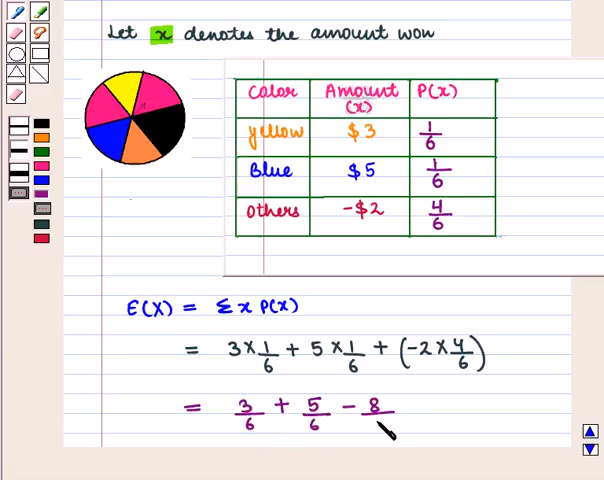 Let x denotes the amount won
Color Amount (x) P(x)
yellow $3 1/6
Blue $5 1/6
others -$2 4/6
E(X) = Σ x P(x)
= 3 × 1/6 + 5 × 1/6 + (-2 × 4/6)
= 3/6 + 5/6 - 8/